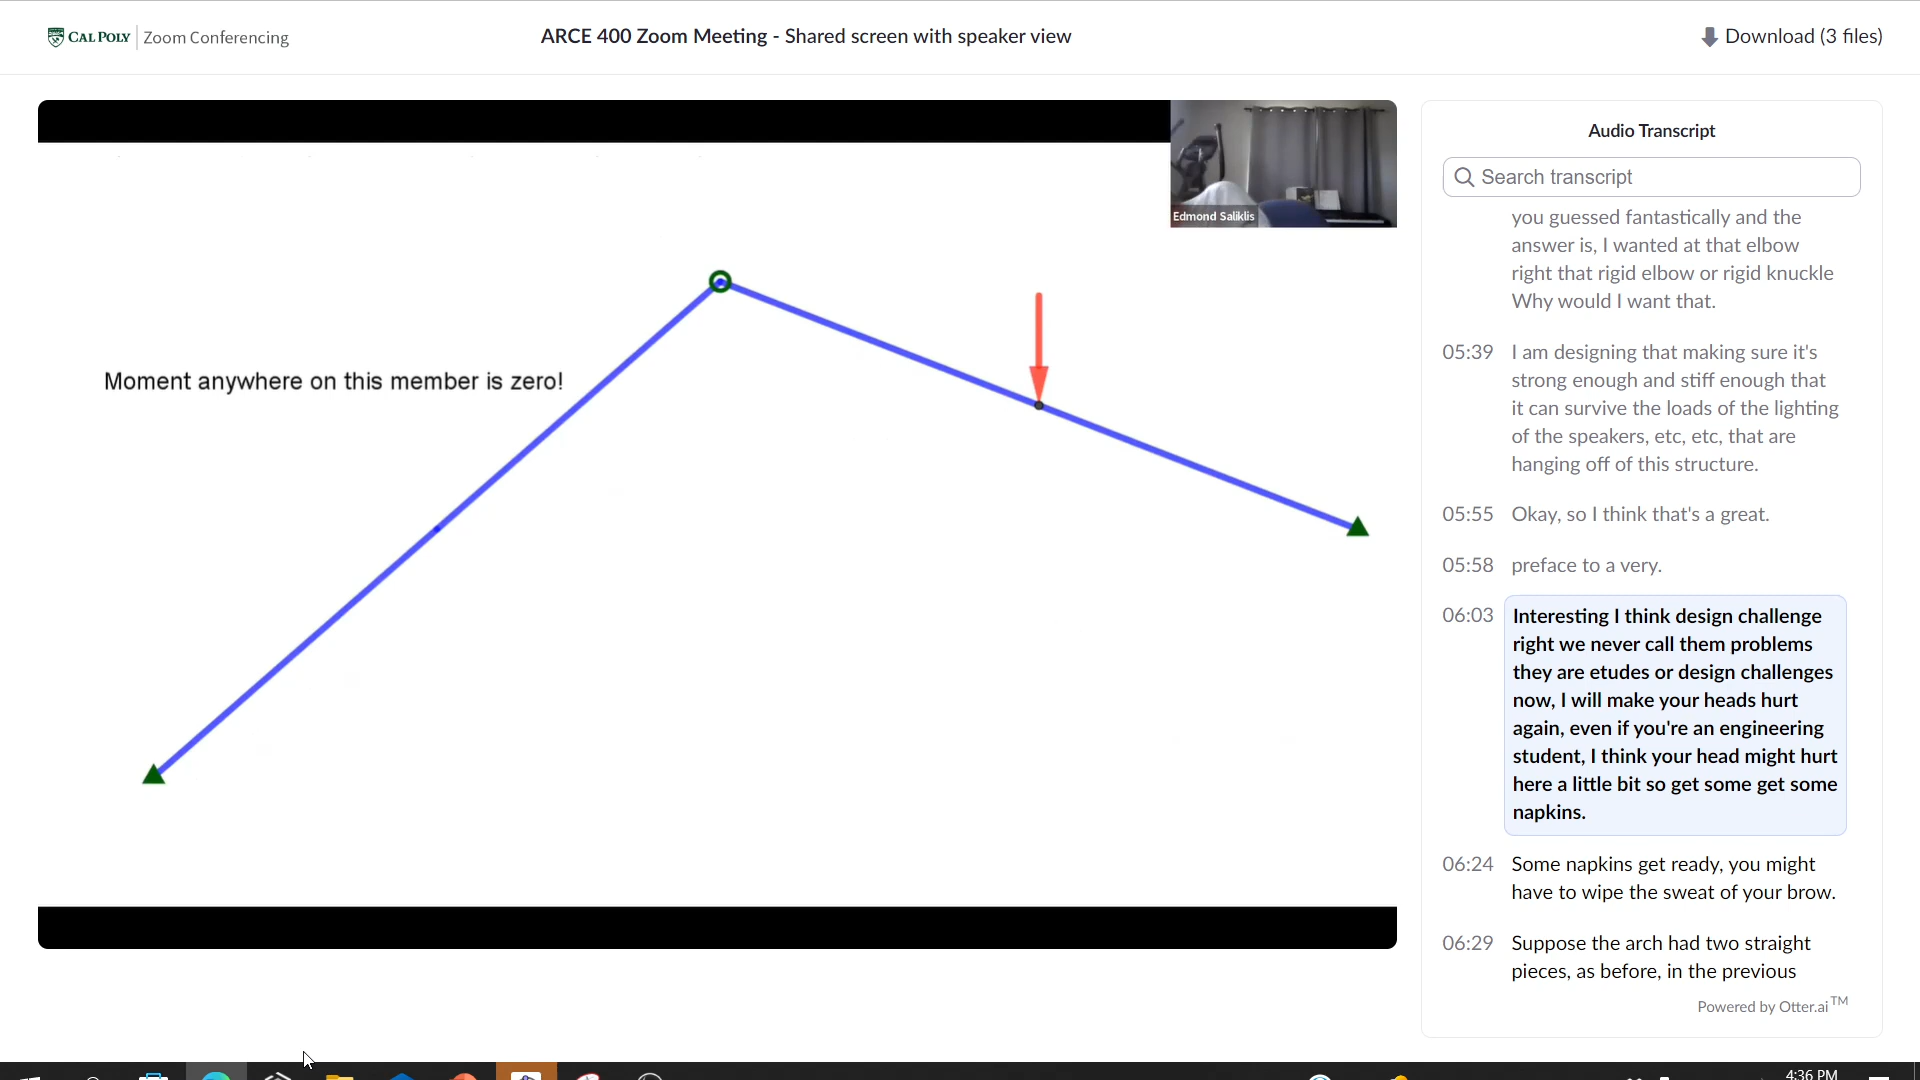 CAL POLY Zoom Conferencing
ARCE 400 Zoom Meeting - Shared screen with speaker view
Download (3 files)
Edmond Saliklis
Moment anywhere on this member is zero!
Audio Transcript
Search transcript
you guessed fantastically and the
answer is, I wanted at that elbow
right that rigid elbow or rigid knuckle
Why would I want that.
05:39 I am designing that making sure it's
strong enough and stiff enough that
it can survive the loads of the lighting
of the speakers, etc, etc, that are
hanging off of this structure.
05:55 Okay, so I think that's a great.
05:58 preface to a very.
06:03 Interesting I think design challenge
right we never call them problems
they are etudes or design challenges
now, I will make your heads hurt
again, even if you're an engineering
student, I think your head might hurt
here a little bit so get some get some
napkins.
06:24 Some napkins get ready, you might
have to wipe the sweat of your brow.
06:29 Suppose the arch had two straight
pieces, as before, in the previous
Powered by Otter.ai TM
4:36 PM